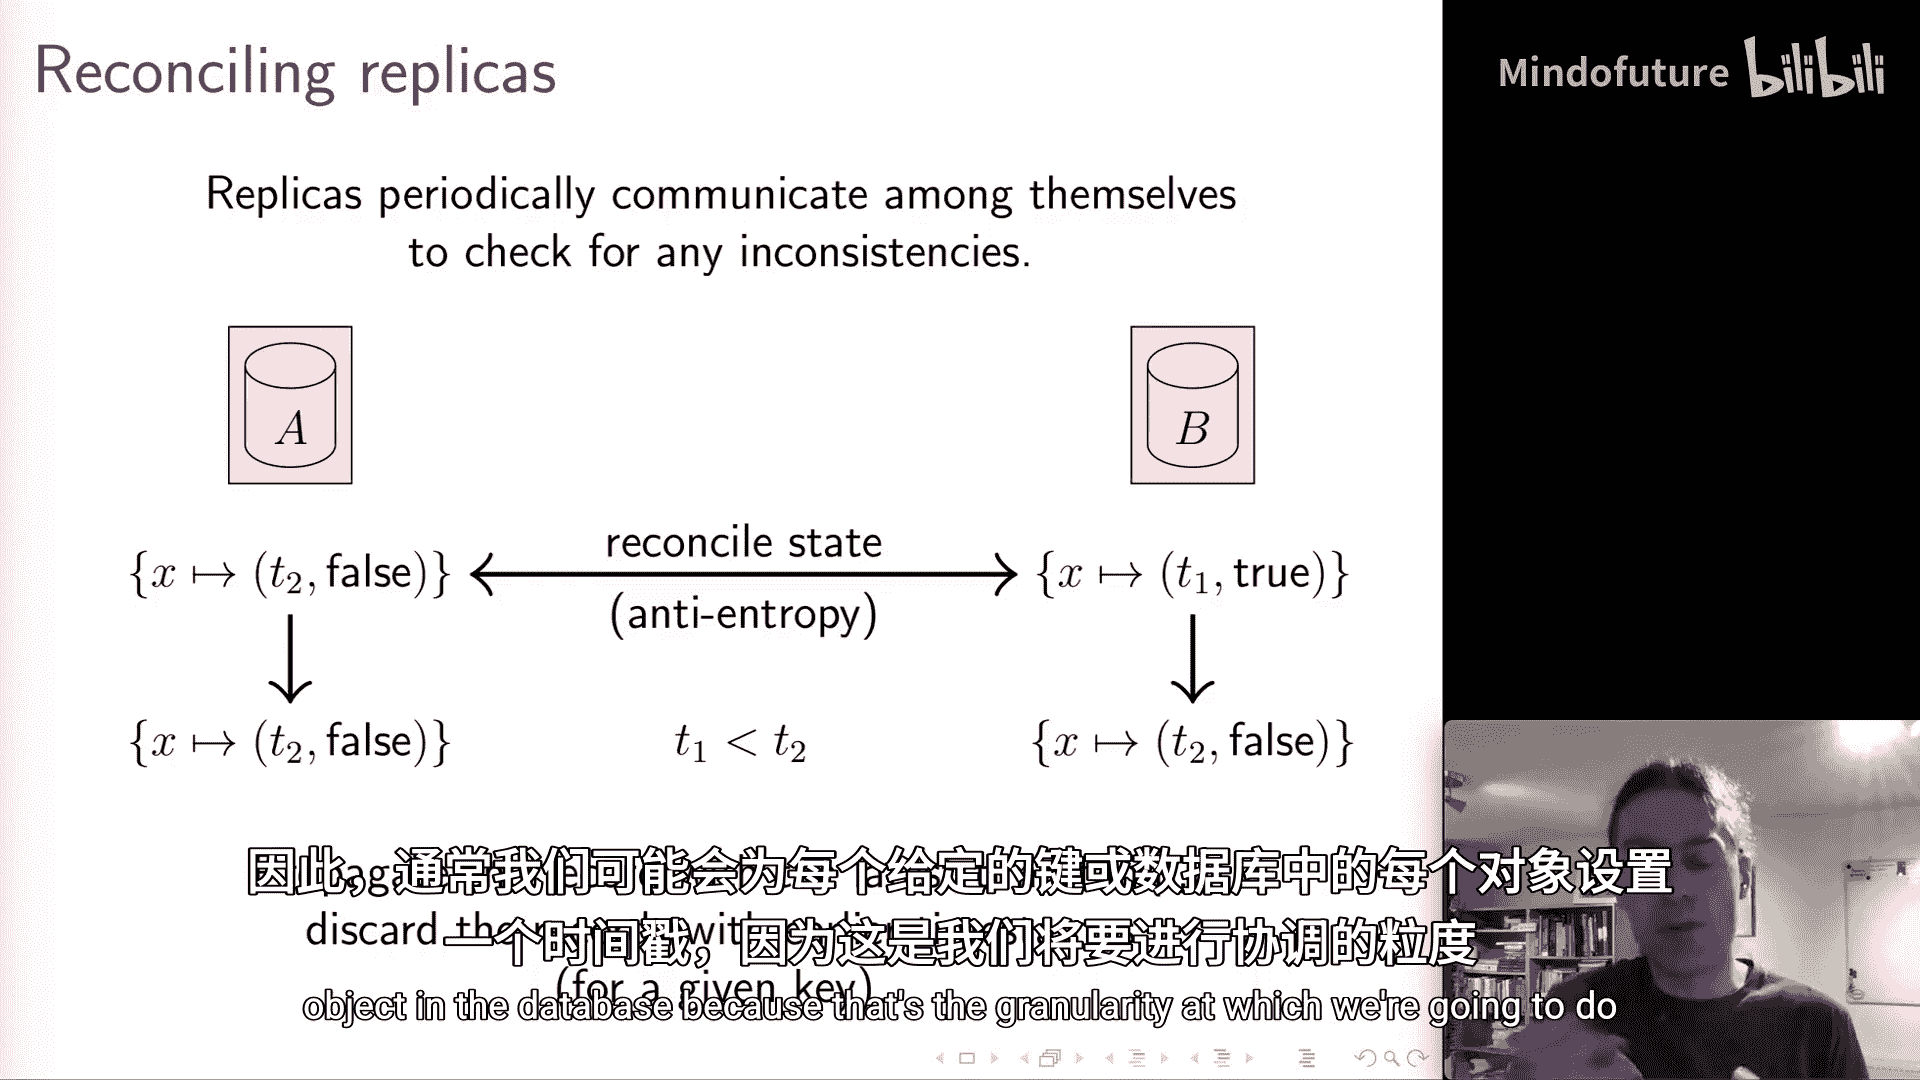 Reconciling replicas
Mindofuture bilibili
Replicas periodically communicate among themselves
to check for any inconsistencies.
A
B
reconcile state
{x ↦ (t₂, false)}
{x ↦ (t₁, true)}
(anti-entropy)
{x ↦ (t₂, false)}
t₁ < t₂
{x ↦ (t₂, false)}
因此，通常我们可能会为每个给定的键或数据库中的每个对象设置
discard
一个时间戳，因为这是我们将要进行协调的粒度
(for a given key)
object in the database because that's the granularity at which we're going to do